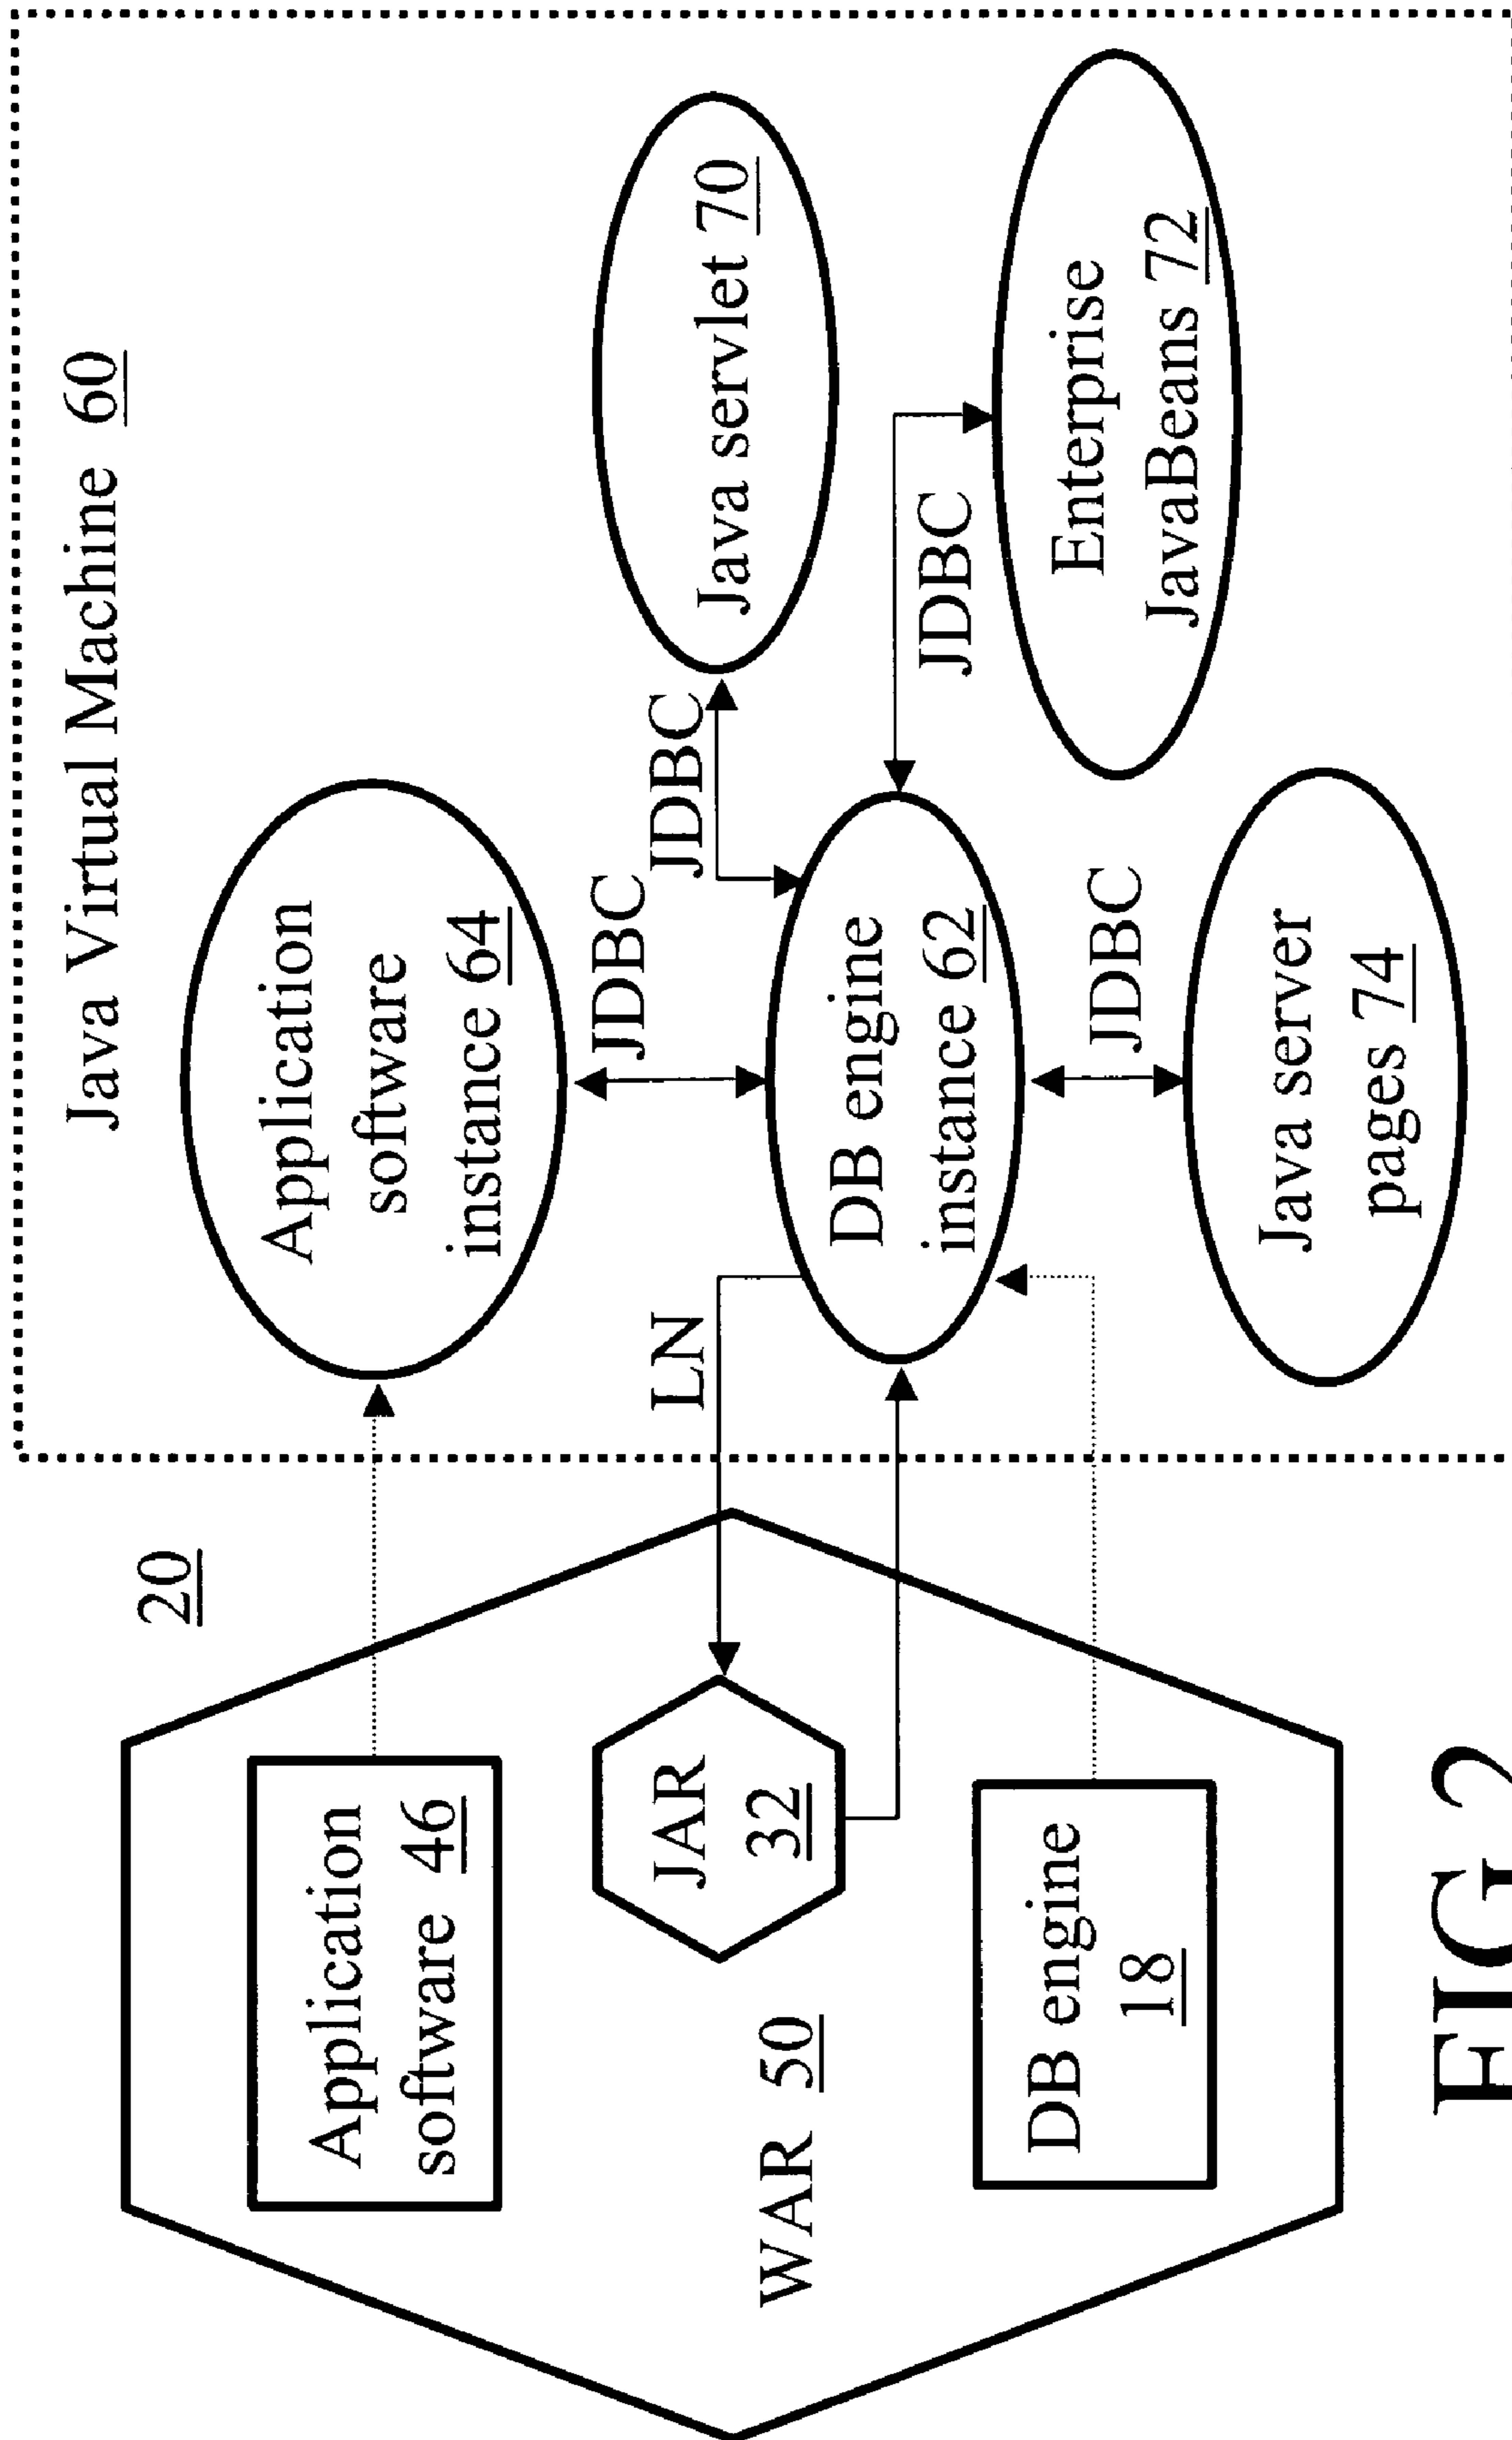 Java Virtual Machine 60
20
Application
software 46
Application
software
instance 64
JDBC
JDBC
Java servlet 70
LN
JAR
32
WAR 50
DB engine
instance 62
JDBC
Enterprise
JavaBeans 72
DB engine
18
JDBC
Java server
pages 74
FIG 2